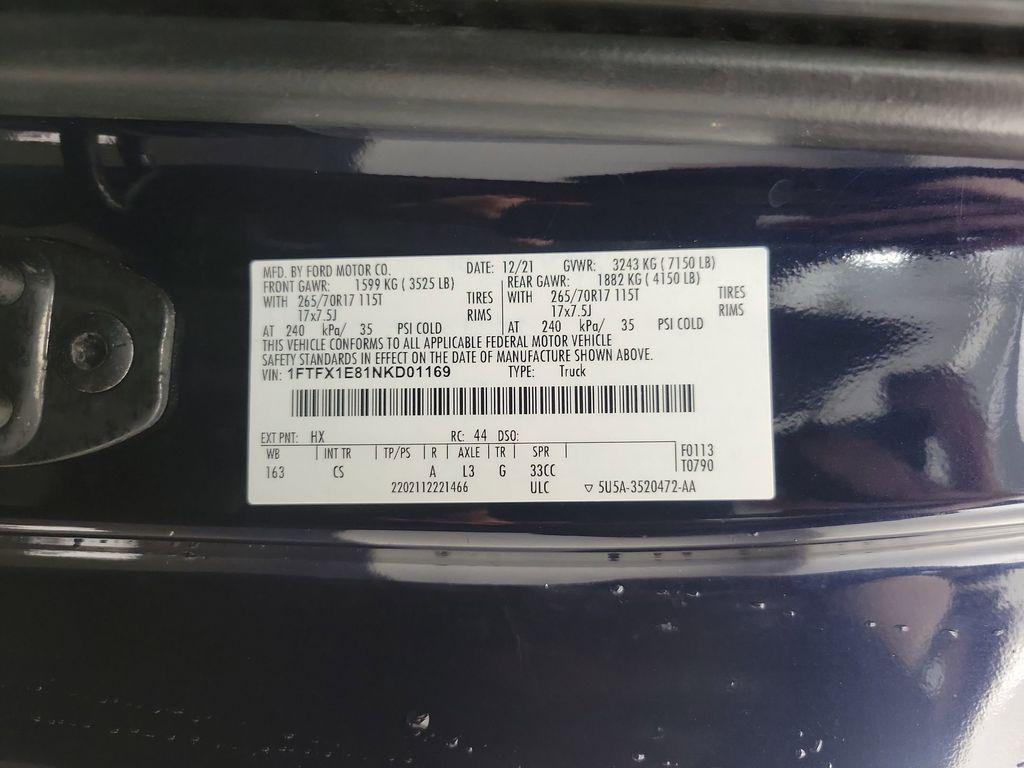 MFD. BY FORD MOTOR CO. DATE: 12/21 GVWR: 3243 KG ( 7150 LB)
FRONT GAWR: 1599 KG ( 3525 LB) REAR GAWR: 1882 KG ( 4150 LB)
WITH 265/70R17 115T TIRES WITH 265/70R17 115T TIRES
17x7.5J RIMS 17x7.5J RIMS
AT 240 kPa/ 35 PSI COLD AT 240 kPa/ 35 PSI COLD
THIS VEHICLE CONFORMS TO ALL APPLICABLE FEDERAL MOTOR VEHICLE
SAFETY STANDARDS IN EFFECT ON THE DATE OF MANUFACTURE SHOWN ABOVE.
VIN: 1FTFX1E81NKD01169 TYPE: Truck
EXT PNT: HX RC: 44 DSO:
WB INT TR TP/PS R AXLE TR SPR F0113
163 CS A L3 G 33CC T0790
2202112221466 ULC ▽ 5U5A-3520472-AA